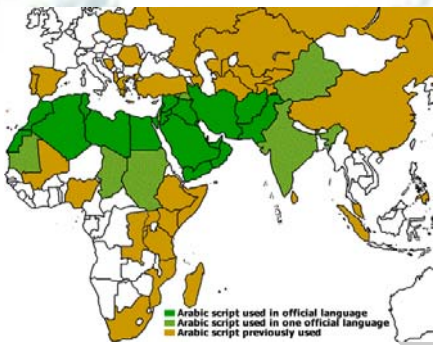 Arabic script used in official language
Arabic script used in one official language
Arabic script previously used